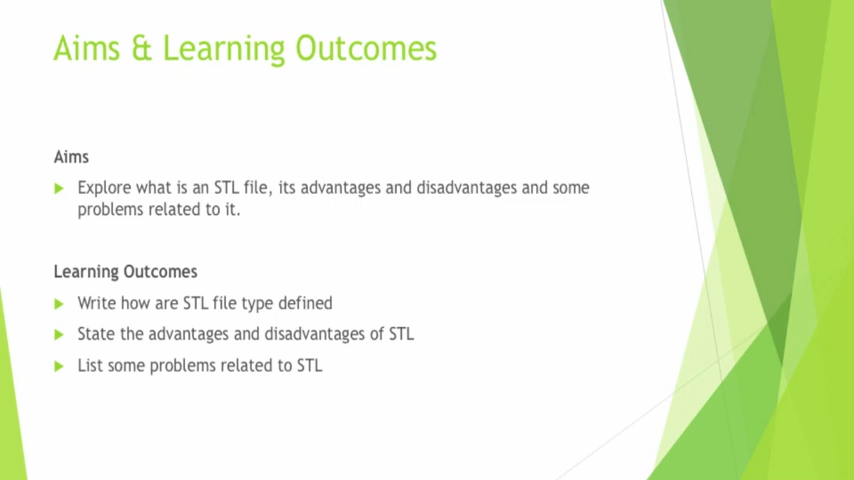 Aims & Learning Outcomes
Aims
Explore what is an STL file, its advantages and disadvantages and some
problems related to it.
Learning Outcomes
Write how are STL file type defined
State the advantages and disadvantages of STL
List some problems related to STL